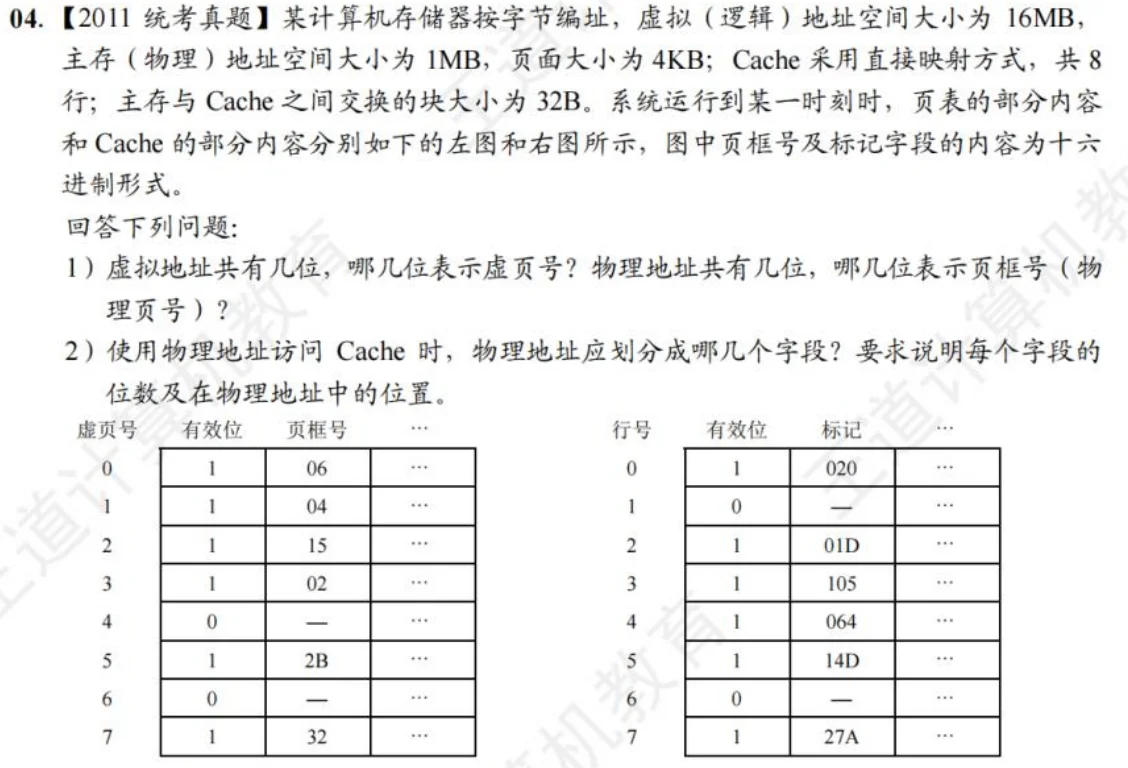 04.【2011 统考真题】某计算机存储器按字节编址，虚拟（逻辑）地址空间大小为 16MB，
主存（物理）地址空间大小为 1MB，页面大小为 4KB；Cache 采用直接映射方式，共 8
行；主存与 Cache 之间交换的块大小为 32B。系统运行到某一时刻时，页表的部分内容
和 Cache 的部分内容分别如下的左图和右图所示，图中页框号及标记字段的内容为十六
进制形式。
回答下列问题：
1）虚拟地址共有几位，哪几位表示虚页号？物理地址共有几位，哪几位表示页框号（物
理页号）？
2）使用物理地址访问 Cache 时，物理地址应划分成哪几个字段？要求说明每个字段的
位数及在物理地址中的位置。
虚页号 有效位 页框号 …
0 1 06 …
1 1 04 …
2 1 15 …
3 1 02 …
4 0 — …
5 1 2B …
6 0 — …
7 1 32 …
行号 有效位 标记 …
0 1 020 …
1 0 — …
2 1 01D …
3 1 105 …
4 1 064 …
5 1 14D …
6 0 — …
7 1 27A …
王道计算机教育